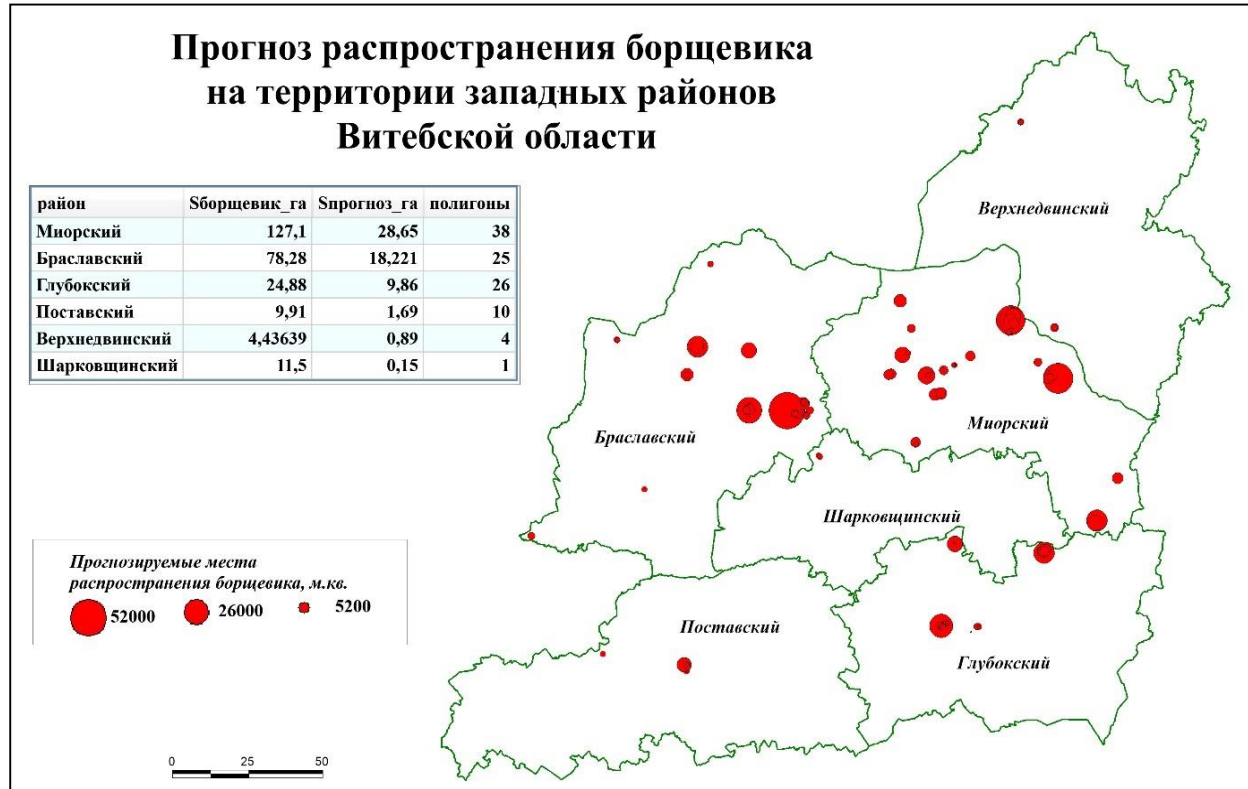 Прогноз распространения борщевика
на территории западных районов
Витебской области
район Sборщевик_га Sпрогноз_га полигоны
Миорский 127,1 28,65 38
Браславский 78,28 18,221 25
Глубокский 24,88 9,86 26
Поставский 9,91 1,69 10
Верхнедвинский 4,43639 0,89 4
Шарковщинский 11,5 0,15 1
Верхнедвинский
Браславский
Миорский
Шарковщинский
Поставский
Глубокский
Прогнозируемые места
распространения борщевика, м.кв.
52000 26000 5200
0 25 50